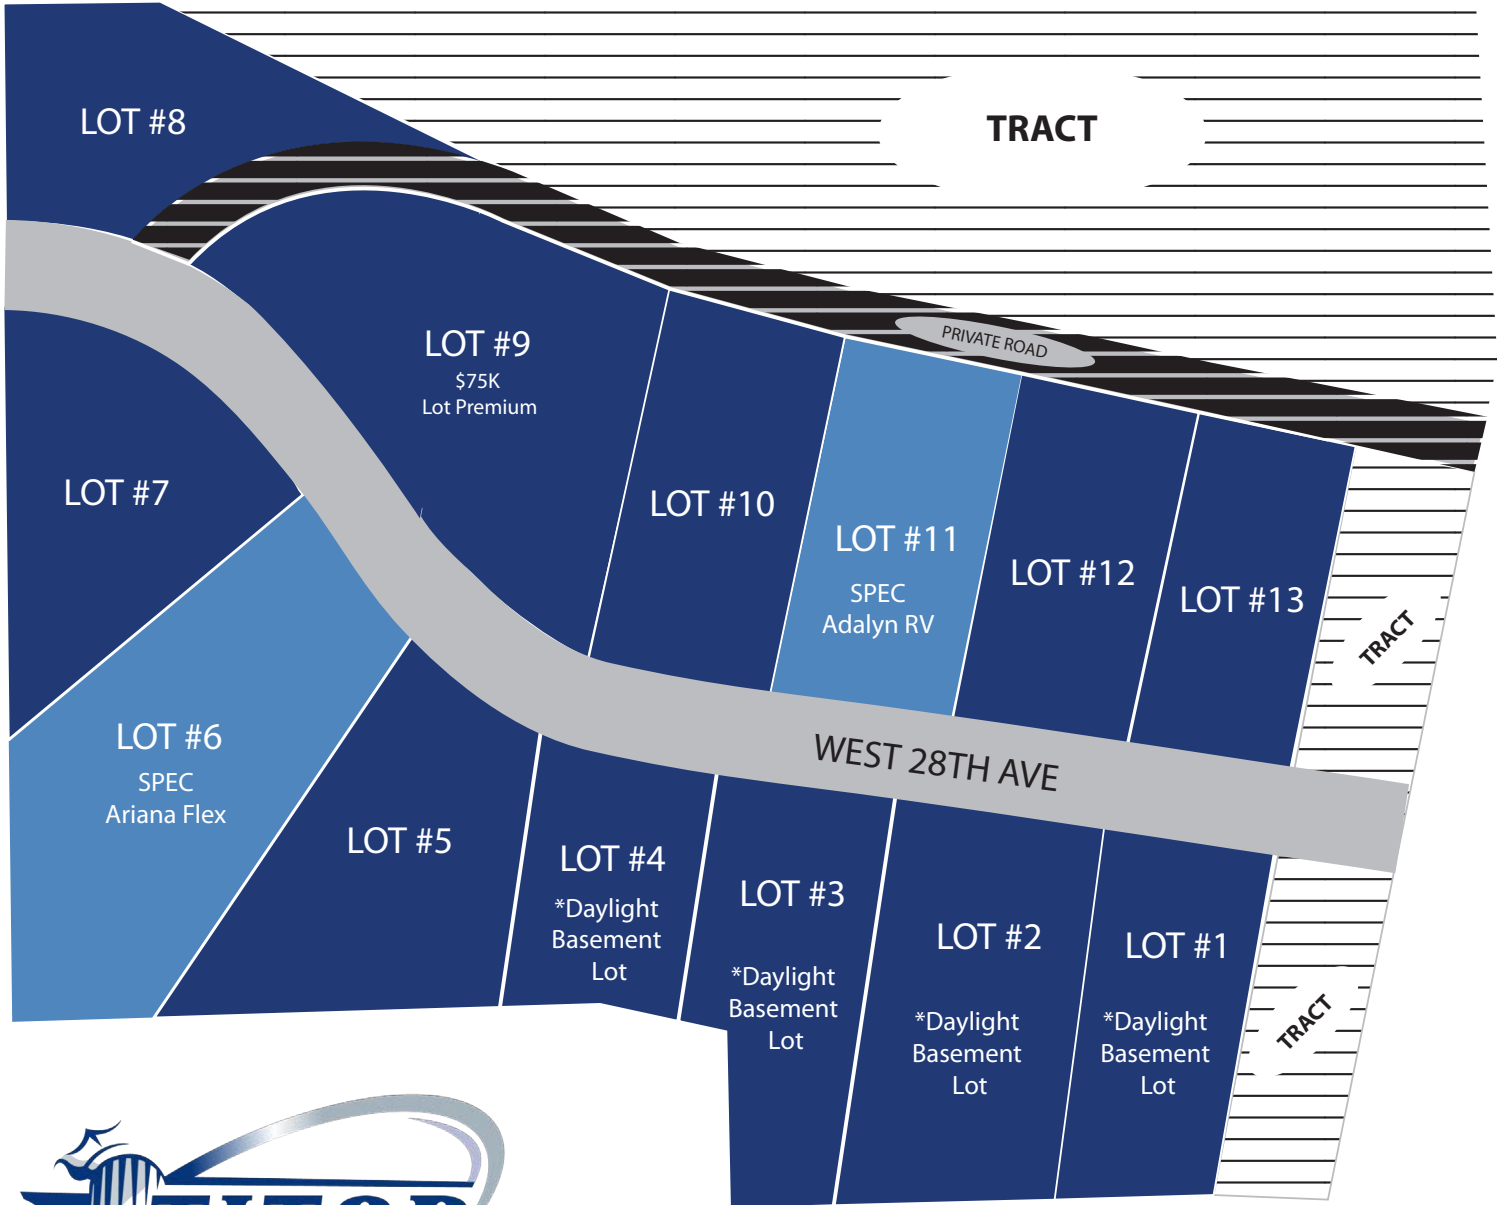 TRACT
LOT #8
PRIVATE ROAD
LOT #9
$75K
Lot Premium
LOT #7
LOT #10
LOT #11
SPEC
Adalyn RV
LOT #12
LOT #13
TRACT
LOT #6
SPEC
Ariana Flex
WEST 28TH AVE
LOT #5
LOT #4
*Daylight
Basement
Lot
LOT #3
*Daylight
Basement
Lot
LOT #2
*Daylight
Basement
Lot
LOT #1
*Daylight
Basement
Lot
TRACT